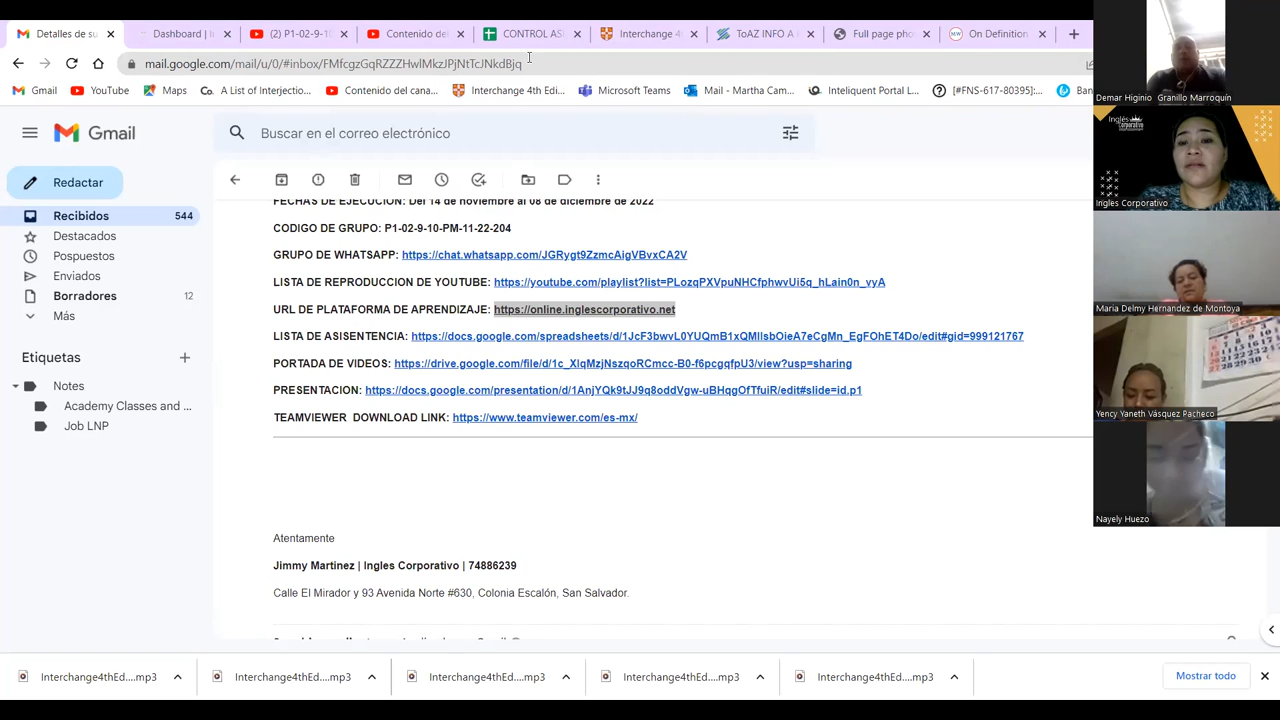 Detalles de su
Dashboard | I
(2) P1-02-9-1
Contenido de
CONTROL AS
Interchange 4
ToAZ INFO A
Full page pho
On Definition
mail.google.com/mail/u/0/#inbox/FMfcgzGqRZZZHwlMkzJPjNtTcJNkdBjq
Gmail
YouTube
Maps
A List of Interjectio...
Contenido del cana...
Interchange 4th Edi...
Microsoft Teams
Mail - Martha Cam...
Inteliquent Portal L...
[#FNS-617-80395]:...
Ban
Gmail
Buscar en el correo electrónico
Redactar
Recibidos 544
Destacados
Pospuestos
Enviados
Borradores 12
Más
Etiquetas
Notes
Academy Classes and ...
Job LNP
FECHAS DE EJECUCION: Del 14 de noviembre al 08 de diciembre de 2022
CODIGO DE GRUPO: P1-02-9-10-PM-11-22-204
GRUPO DE WHATSAPP: https://chat.whatsapp.com/JGRygt9ZzmcAigVBvxCA2V
LISTA DE REPRODUCCION DE YOUTUBE: https://youtube.com/playlist?list=PLozqPXVpuNHCfphwvUi5q_hLain0n_vyA
URL DE PLATAFORMA DE APRENDIZAJE: https://online.inglescorporativo.net
LISTA DE ASISENTENCIA: https://docs.google.com/spreadsheets/d/1JcF3bwvL0YUQmB1xQMIlsbOieA7eCgMn_EgFOhET4Do/edit#gid=999121767
PORTADA DE VIDEOS: https://drive.google.com/file/d/1c_XlqMzjNszqoRCmcc-B0-f6pcgqfpU3/view?usp=sharing
PRESENTACION: https://docs.google.com/presentation/d/1AnjYQk9tJJ9q8oddVgw-uBHqgOfTfuiR/edit#slide=id.p1
TEAMVIEWER DOWNLOAD LINK: https://www.teamviewer.com/es-mx/
Atentamente
Jimmy Martinez | Ingles Corporativo | 74886239
Calle El Mirador y 93 Avenida Norte #630, Colonia Escalón, San Salvador.
Interchange4thEd....mp3
Interchange4thEd....mp3
Interchange4thEd....mp3
Interchange4thEd....mp3
Interchange4thEd....mp3
Mostrar todo
Demar Higinio Granillo Marroquín
Inglés
Corporativo
Ingles Corporativo
Maria Delmy Hernandez de Montoya
Yency Yaneth Vásquez Pacheco
Nayely Huezo